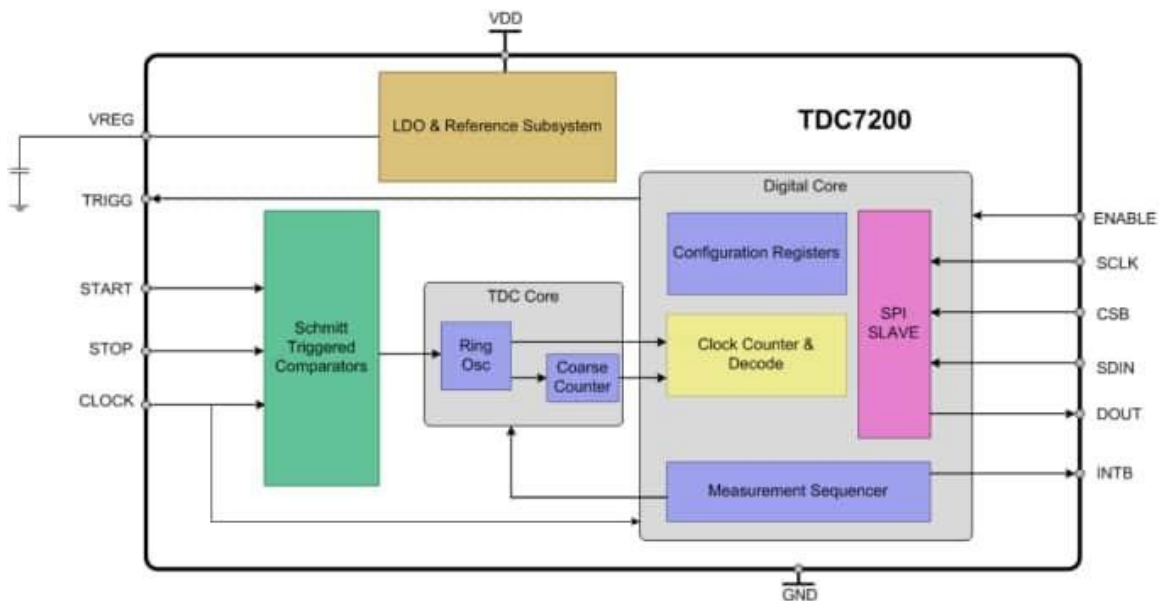 VDD
VREG
LDO & Reference Subsystem
TDC7200
TRIGG
Digital Core
ENABLE
Configuration Registers
SCLK
START
TDC Core
SPI
SLAVE
CSB
Schmitt
Triggered
Comparators
Ring
Osc
Clock Counter &
Decode
STOP
Coarse
Counter
SDIN
CLOCK
DOUT
Measurement Sequencer
INTB
GND